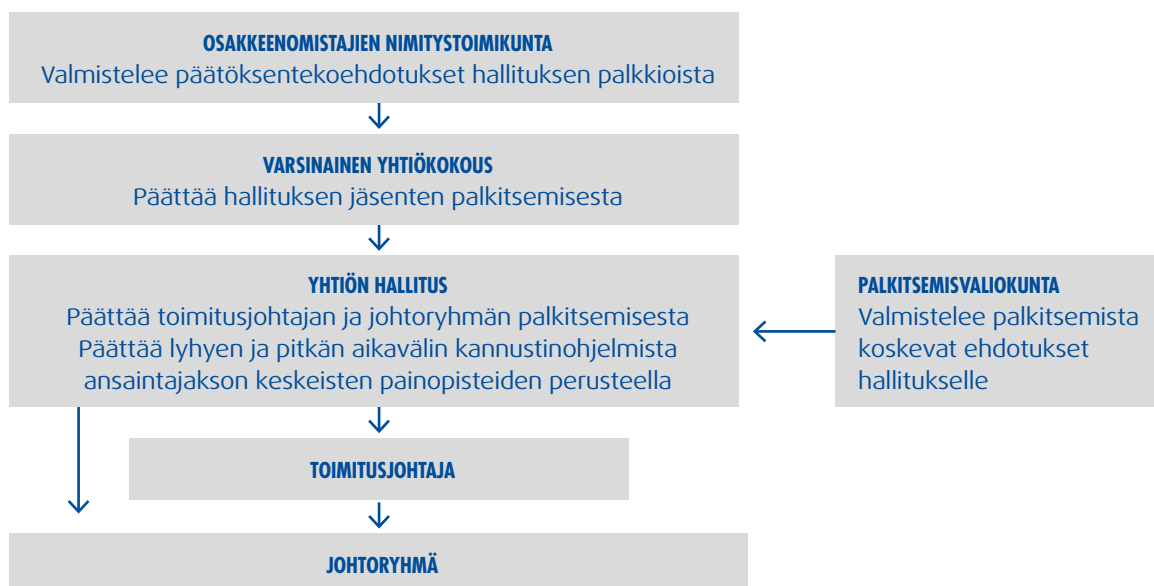 OSAKKEENOMISTAJIEN NIMITYSTOIMIKUNTA
Valmistelee päätöksentekoehdotukset hallituksen palkkioista
VARSINAINEN YHTIÖKOKOUS
Päättää hallituksen jäsenten palkitsemisesta
YHTIÖN HALLITUS
Päättää toimitusjohtajan ja johtoryhmän palkitsemisesta
Päättää lyhyen ja pitkän aikavälin kannustinohjelmista
ansaintajakson keskeisten painopisteiden perusteella
PALKITSEMISVALIOKUNTA
Valmistelee palkitsemista
koskevat ehdotukset
hallitukselle
TOIMITUSJOHTAJA
JOHTORYHMÄ